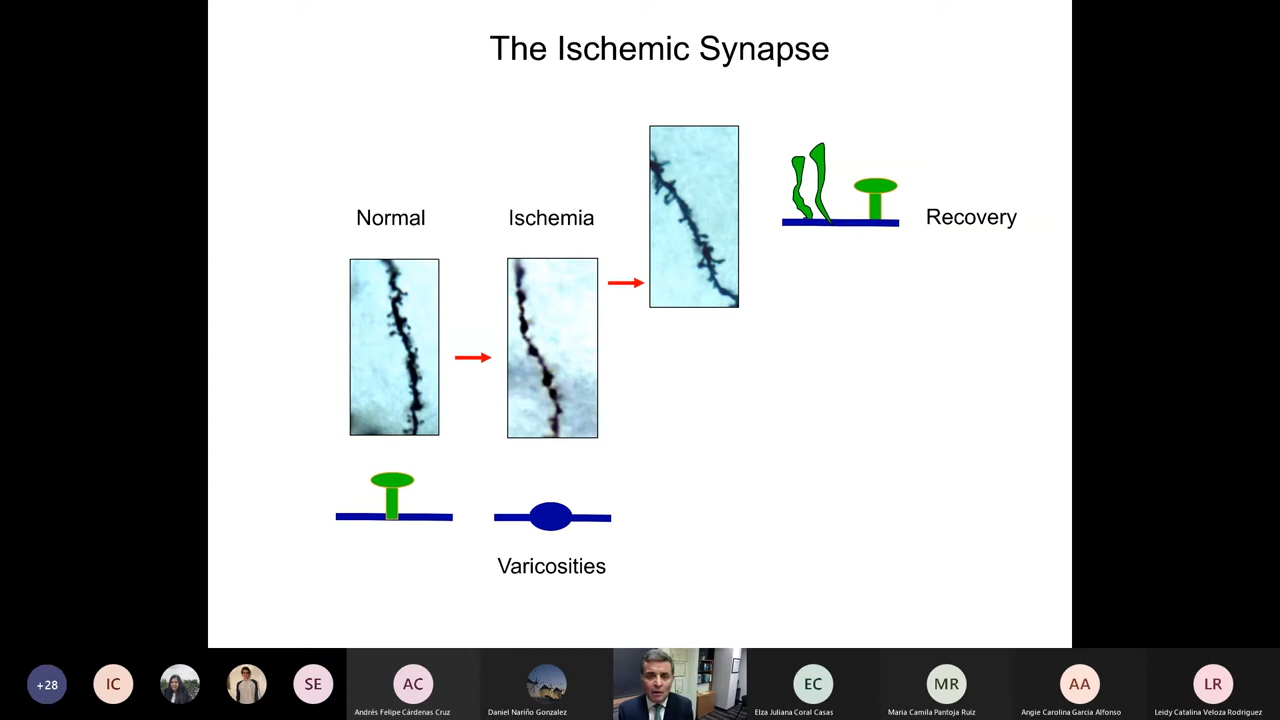 The Ischemic Synapse
Normal
Ischemia
Recovery
Varicosities
+28
IC
SE
AC
EC
MR
AA
LR
Andrés Felipe Cárdenas Cruz
Daniel Nariño Gonzalez
Elza Juliana Coral Casas
Maria Camila Pantoja Ruiz
Angie Carolina Garcia Alfonso
Leidy Catalina Veloza Rodriguez